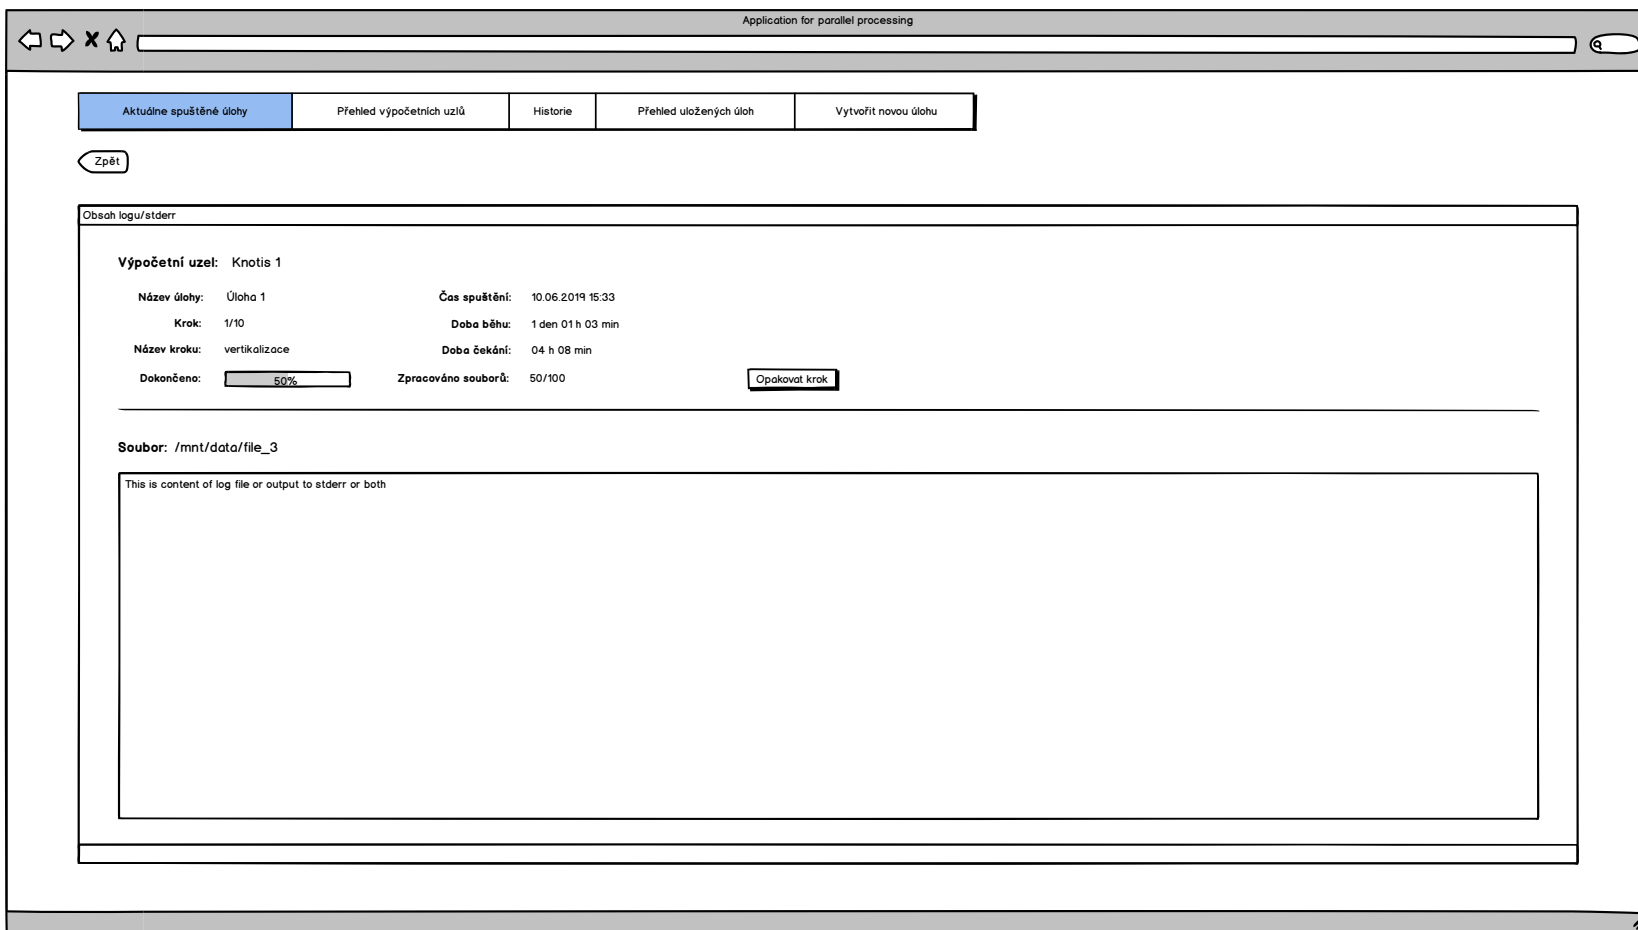 Application for parallel processing
Aktuálne spuštěné úlohy Přehled výpočetních uzlů Historie Přehled uložených úloh Vytvořit novou úlohu
Zpět
Obsah logu/stderr
Výpočetní uzel: Knotis 1
Název úlohy: Úloha 1 Čas spuštění: 10.06.2019 15:33
Krok: 1/10 Doba běhu: 1 den 01 h 03 min
Název kroku: vertikalizace Doba čekání: 04 h 08 min
Dokončeno: 50% Zpracováno souborů: 50/100 Opakovat krok
Soubor: /mnt/data/file_3
This is content of log file or output to stderr or both